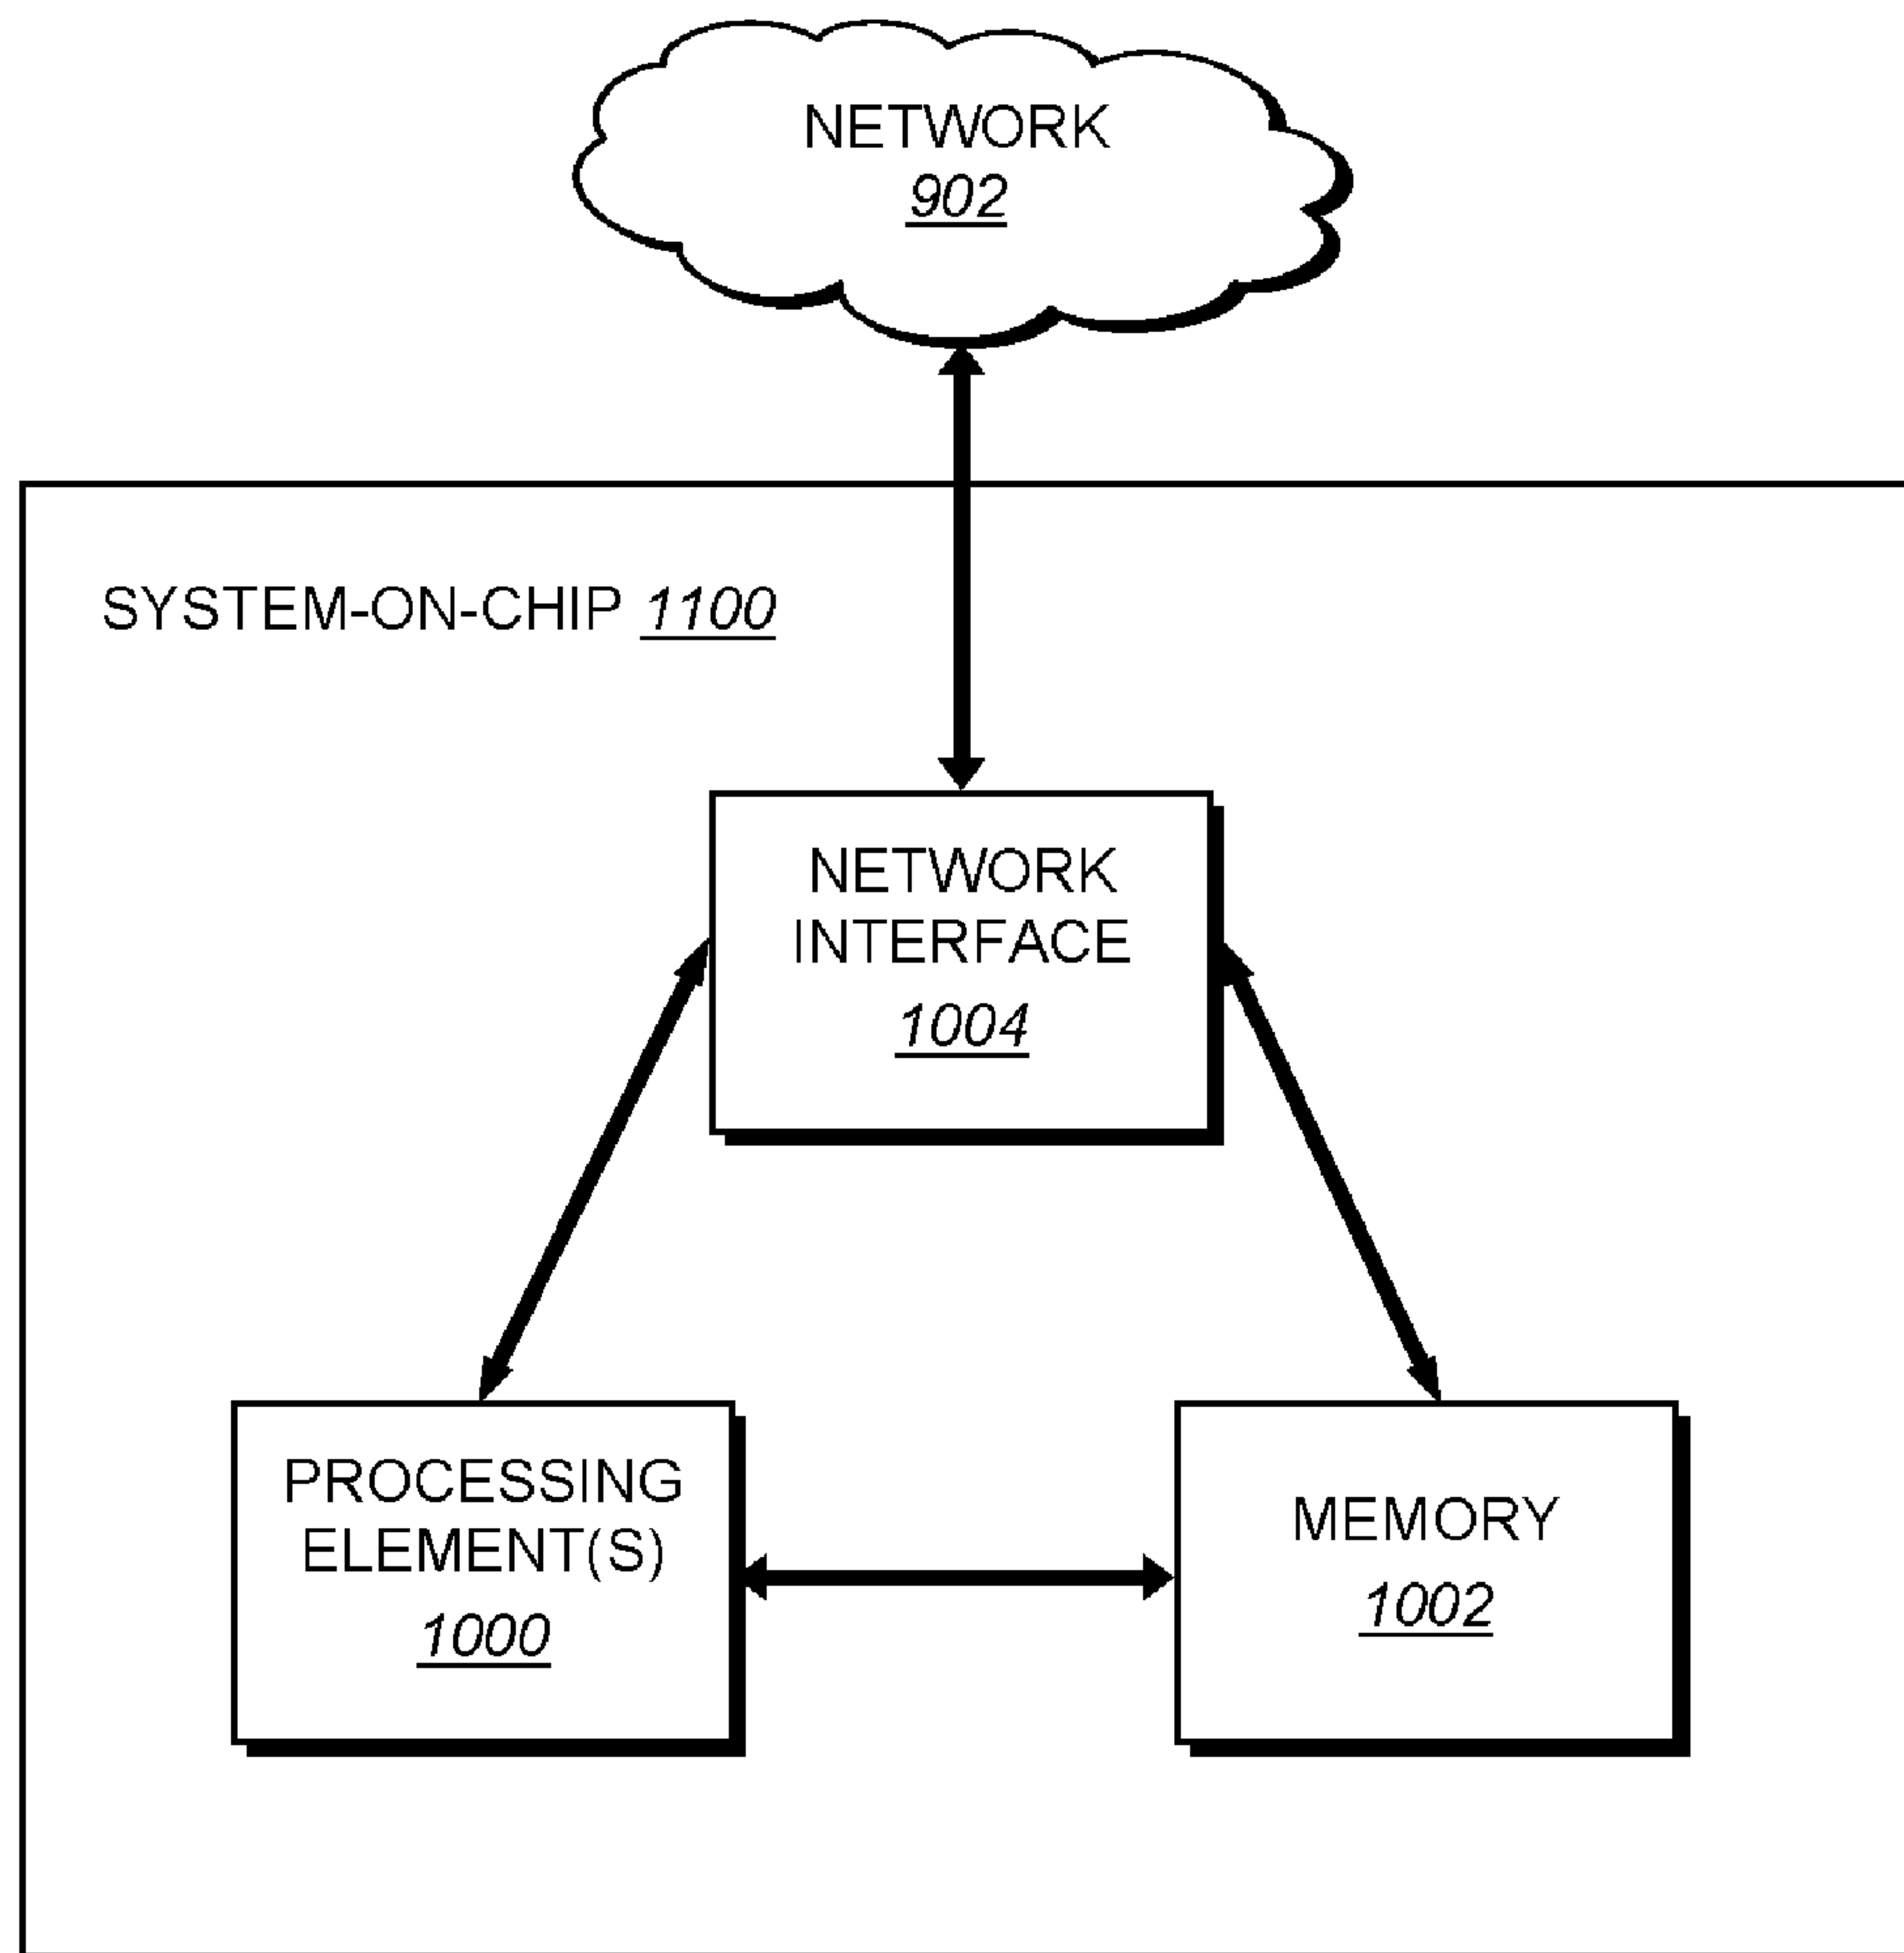 NETWORK
902
SYSTEM-ON-CHIP 1100
NETWORK
INTERFACE
1004
PROCESSING
ELEMENT(S)
1000
MEMORY
1002